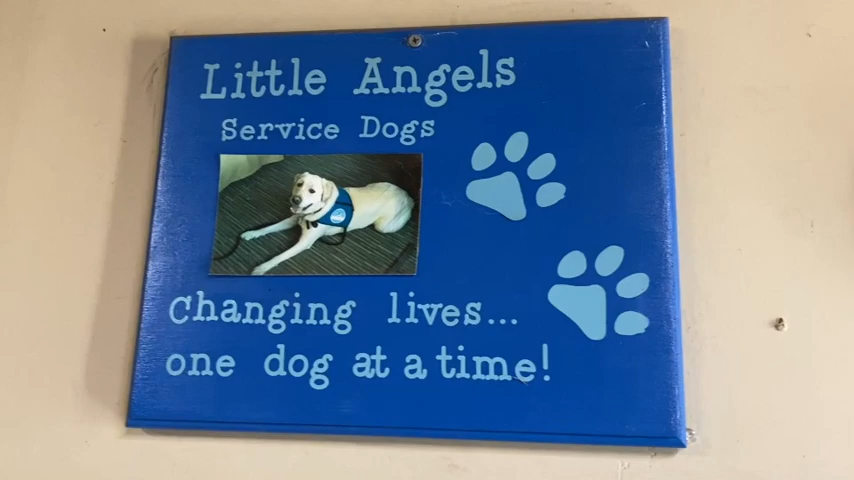 Little Angels
Service Dogs
changing lives...
one dog at a time!